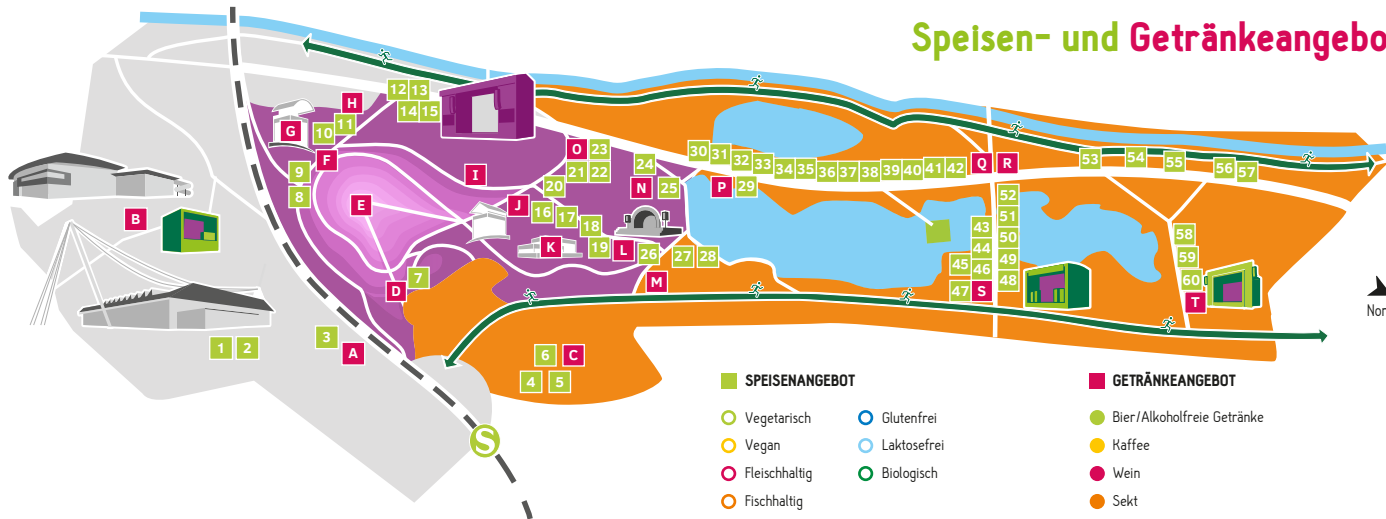 Speisen- und Getränkeangebo
12 13
H
14 15
G
10 11
O 23
30 31 32 33 34 35 36 37 38 39 40 41 42 Q R 53 54 55 56 57
F
24
9
I
21 22
8
20
N 25
P 29
E
J
16 17 18
52
43 51
B
K 19 L
26 27 28
44 50
58
45 46 49
59
7
M
48
60
D
47 S
T
Nor
3
1 2
A
6 C
4 5
S
SPEISENANGEBOT
Vegetarisch
Vegan
Fleischhaltig
Fischhaltig
Glutenfrei
Laktosefrei
Biologisch
GETRÄNKEANGEBOT
Bier/Alkoholfreie Getränke
Kaffee
Wein
Sekt